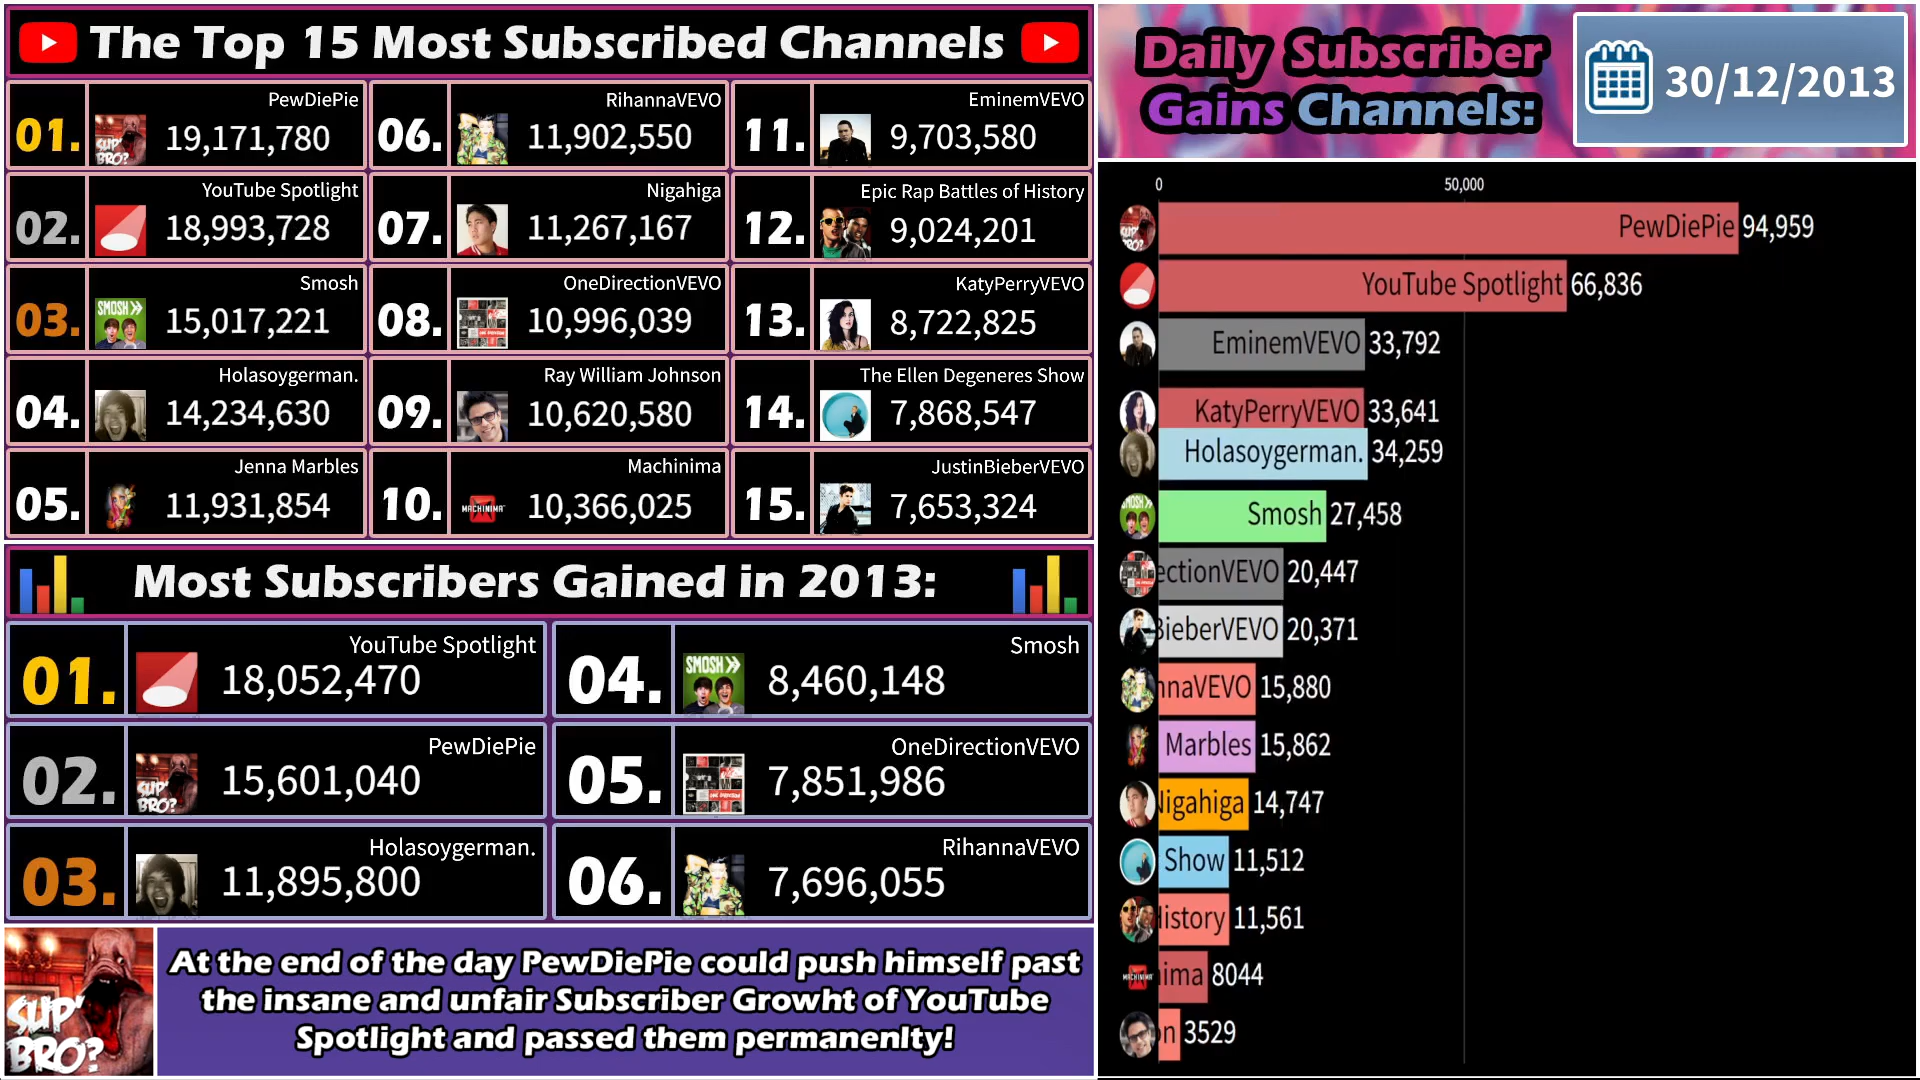 The Top 15 Most Subscribed Channels
01.
PewDiePie
19,171,780
02.
YouTube Spotlight
18,993,728
03.
Smosh
15,017,221
04.
Holasoygerman.
14,234,630
05.
Jenna Marbles
11,931,854
06.
RihannaVEVO
11,902,550
07.
Nigahiga
11,267,167
08.
OneDirectionVEVO
10,996,039
09.
Ray William Johnson
10,620,580
10.
Machinima
10,366,025
11.
EminemVEVO
9,703,580
12.
Epic Rap Battles of History
9,024,201
13.
KatyPerryVEVO
8,722,825
14.
The Ellen Degeneres Show
7,868,547
15.
JustinBieberVEVO
7,653,324
Most Subscribers Gained in 2013:
01.
YouTube Spotlight
18,052,470
02.
PewDiePie
15,601,040
03.
Holasoygerman.
11,895,800
04.
Smosh
8,460,148
05.
OneDirectionVEVO
7,851,986
06.
RihannaVEVO
7,696,055
SUP'
BRO?
At the end of the day PewDiePie could push himself past
the insane and unfair Subscriber Growht of YouTube
Spotlight and passed them permanenlty!
Daily Subscriber
Gains Channels:
30/12/2013
0 50,000
PewDiePie 94,959
YouTube Spotlight 66,836
EminemVEVO 33,792
KatyPerryVEVO 33,641
Holasoygerman. 34,259
Smosh 27,458
ectionVEVO 20,447
BieberVEVO 20,371
nnaVEVO 15,880
Marbles 15,862
Nigahiga 14,747
Show 11,512
History 11,561
ima 8044
on 3529